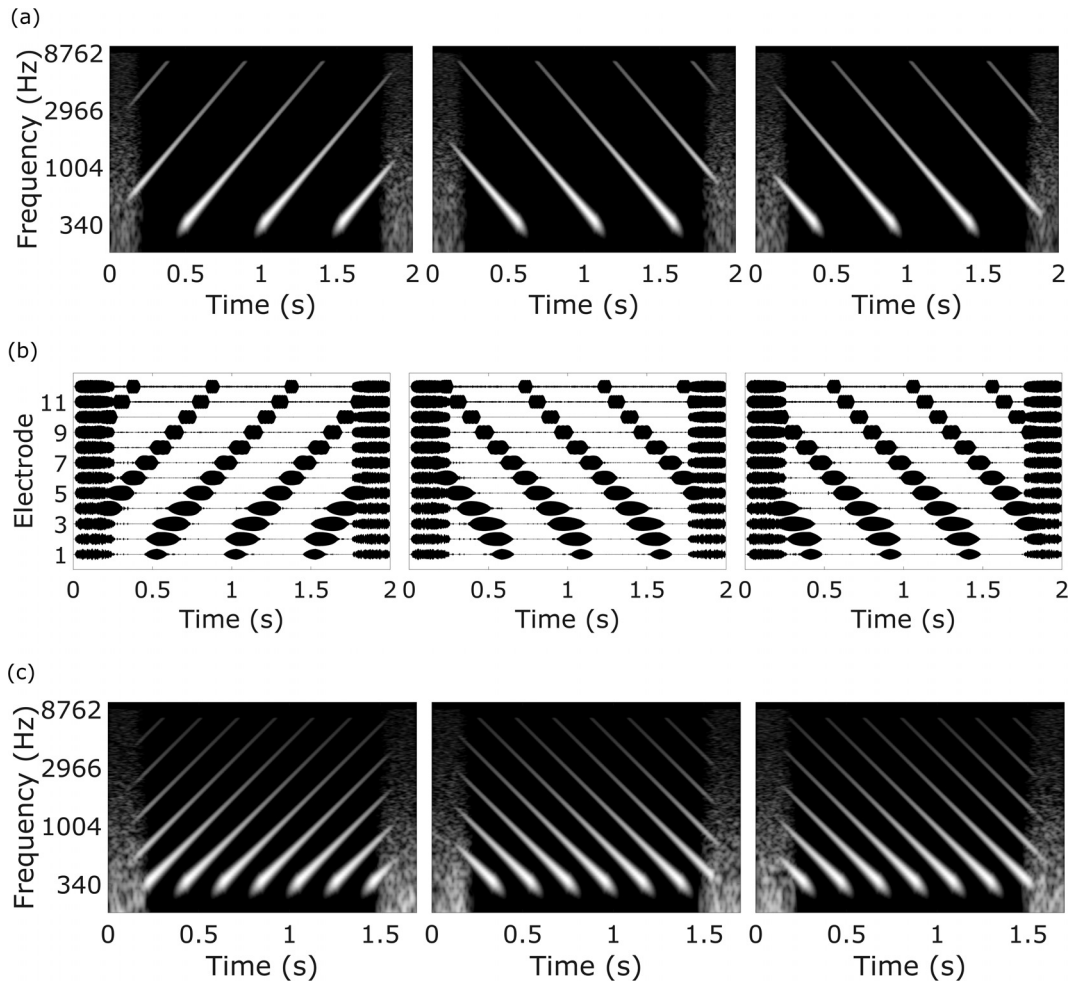 (a)
Frequency (Hz)
8762
2966
1004
340
0 0.5 1 1.5 2 0 0.5 1 1.5 2 0 0.5 1 1.5 2
Time (s) Time (s) Time (s)
(b)
Electrode
11
9
7
5
3
1
0 0.5 1 1.5 2 0 0.5 1 1.5 2 0 0.5 1 1.5 2
Time (s) Time (s) Time (s)
(c)
Frequency (Hz)
8762
2966
1004
340
0 0.5 1 1.5 0 0.5 1 1.5 0 0.5 1 1.5
Time (s) Time (s) Time (s)